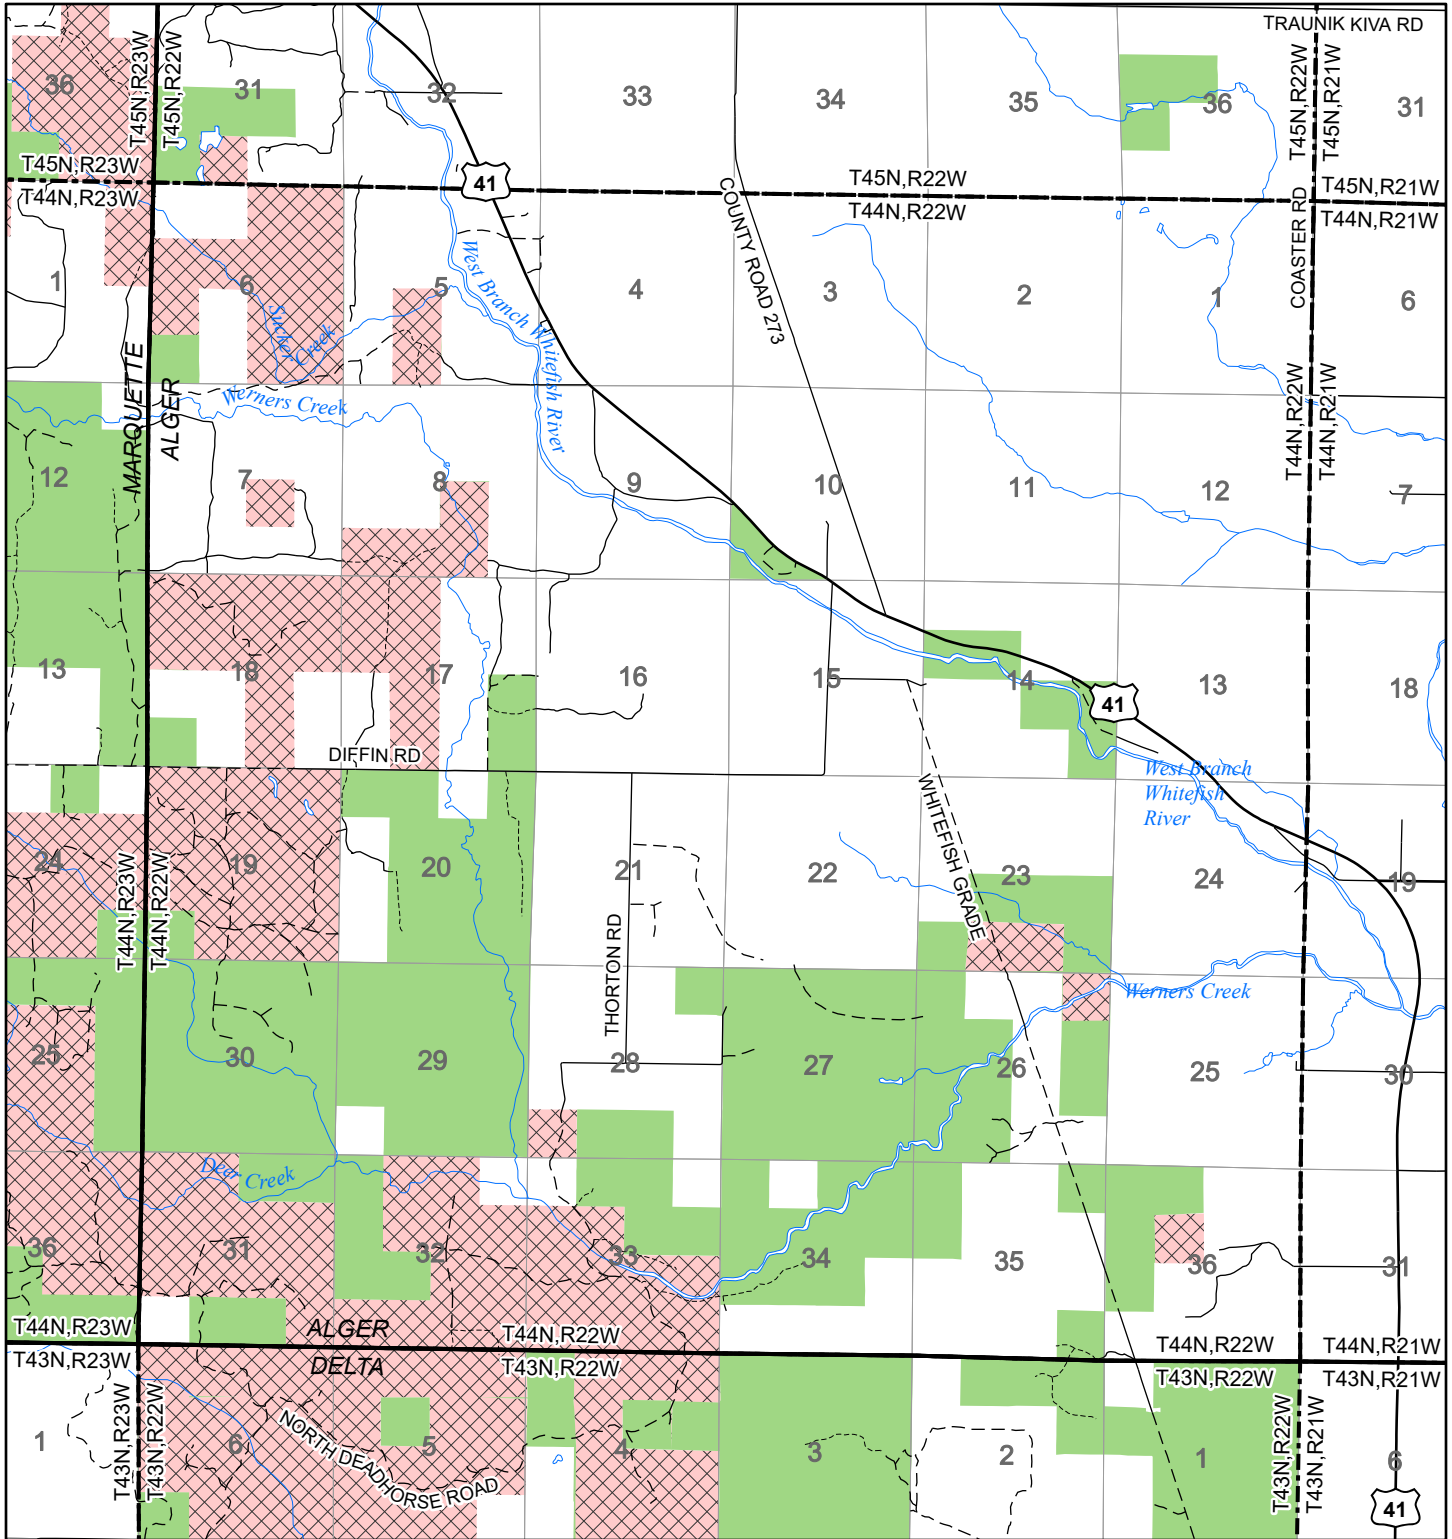 TRAUNIK KIVA RD
36
31
32
33
34
35
36
31
T45N,R23W
T45N,R22W
T45N,R22W
T45N,R21W
T45N,R23W
T44N,R23W
41
T45N,R22W
T44N,R22W
T45N,R21W
T44N,R21W
COUNTY ROAD 273
COASTER RD
1
6
5
4
3
2
1
6
Sucker Creek
West Branch Whitefish River
MARQUETTE
ALGER
Werners Creek
T44N,R22W
T44N,R21W
12
7
8
9
10
11
12
7
13
18
17
16
15
14
13
18
41
DIFFIN RD
West Branch
Whitefish
River
WHITEFISH GRADE
24
19
20
21
22
23
24
19
T44N,R23W
T44N,R22W
THORTON RD
Werners Creek
25
30
29
28
27
26
25
30
Deer Creek
36
31
32
33
34
35
36
31
T44N,R23W
T43N,R23W
ALGER
DELTA
T44N,R22W
T43N,R22W
T44N,R22W
T43N,R22W
T44N,R21W
T43N,R21W
T43N,R23W
T43N,R22W
T43N,R22W
T43N,R21W
1
6
5
4
3
2
1
6
NORTH DEADHORSE ROAD
41